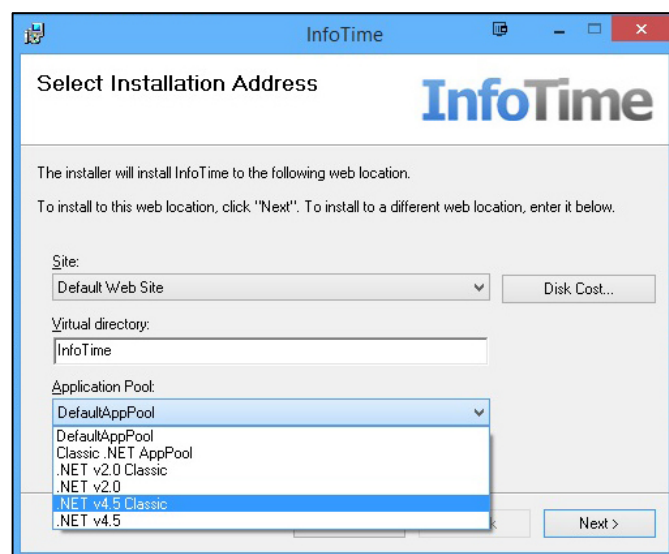 InfoTime
Select Installation Address
InfoTime
The installer will install InfoTime to the following web location.
To install to this web location, click "Next". To install to a different web location, enter it below.
Site:
Default Web Site
Disk Cost...
Virtual directory:
InfoTime
Application Pool:
DefaultAppPool
DefaultAppPool
Classic .NET AppPool
.NET v2.0 Classic
.NET v2.0
.NET v4.5 Classic
.NET v4.5
Next >